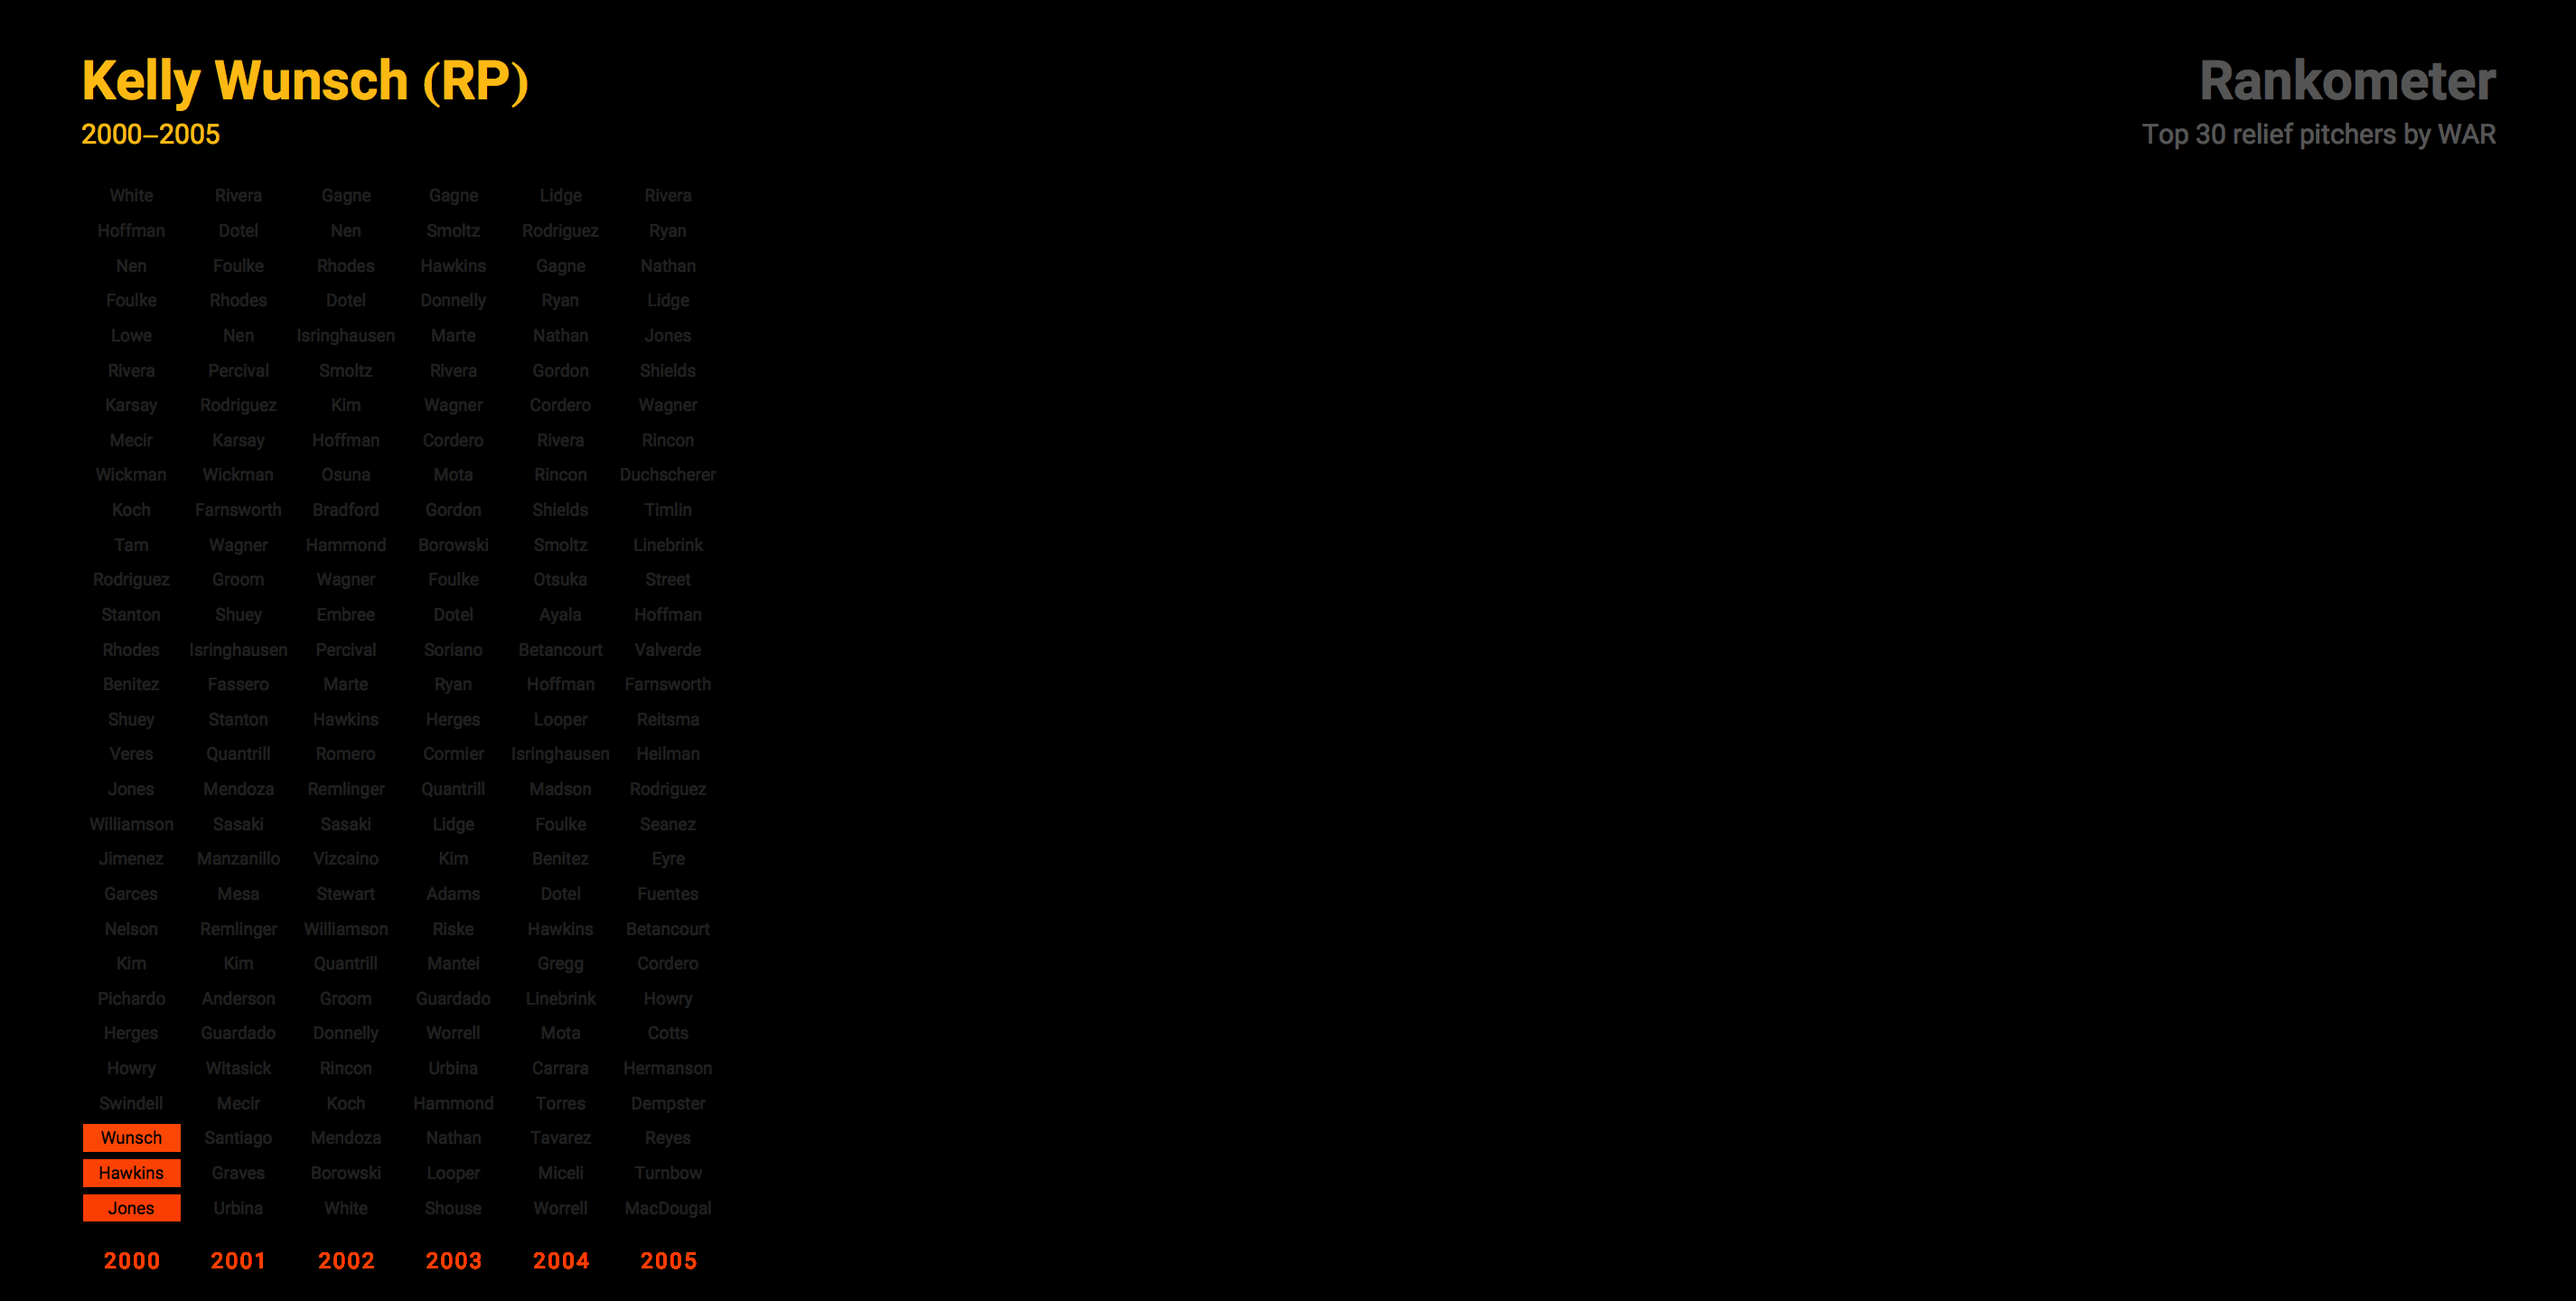 Kelly Wunsch (RP)
2000–2005
Rankometer
Top 30 relief pitchers by WAR
White Rivera Gagne Gagne Lidge Rivera
Hoffman Dotel Nen Smoltz Rodriguez Ryan
Nen Foulke Rhodes Hawkins Gagne Nathan
Foulke Rhodes Dotel Donnelly Ryan Lidge
Lowe Nen Isringhausen Marte Nathan Jones
Rivera Percival Smoltz Rivera Gordon Shields
Karsay Rodriguez Kim Wagner Cordero Wagner
Mecir Karsay Hoffman Cordero Rivera Rincon
Wickman Wickman Osuna Mota Rincon Duchscherer
Koch Farnsworth Bradford Gordon Shields Timlin
Tam Wagner Hammond Borowski Smoltz Linebrink
Rodriguez Groom Wagner Foulke Otsuka Street
Stanton Shuey Embree Dotel Ayala Hoffman
Rhodes Isringhausen Percival Soriano Betancourt Valverde
Benitez Fassero Marte Ryan Hoffman Farnsworth
Shuey Stanton Hawkins Herges Looper Reitsma
Veres Quantrill Romero Cormier Isringhausen Heilman
Jones Mendoza Remlinger Quantrill Madson Rodriguez
Williamson Sasaki Sasaki Lidge Foulke Seanez
Jimenez Manzanillo Vizcaino Kim Benitez Eyre
Garces Mesa Stewart Adams Dotel Fuentes
Nelson Remlinger Williamson Riske Hawkins Betancourt
Kim Kim Quantrill Mantei Gregg Cordero
Pichardo Anderson Groom Guardado Linebrink Howry
Herges Guardado Donnelly Worrell Mota Cotts
Howry Witasick Rincon Urbina Carrara Hermanson
Swindell Mecir Koch Hammond Torres Dempster
Wunsch Santiago Mendoza Nathan Tavarez Reyes
Hawkins Graves Borowski Looper Miceli Turnbow
Jones Urbina White Shouse Worrell MacDougal
2000 2001 2002 2003 2004 2005